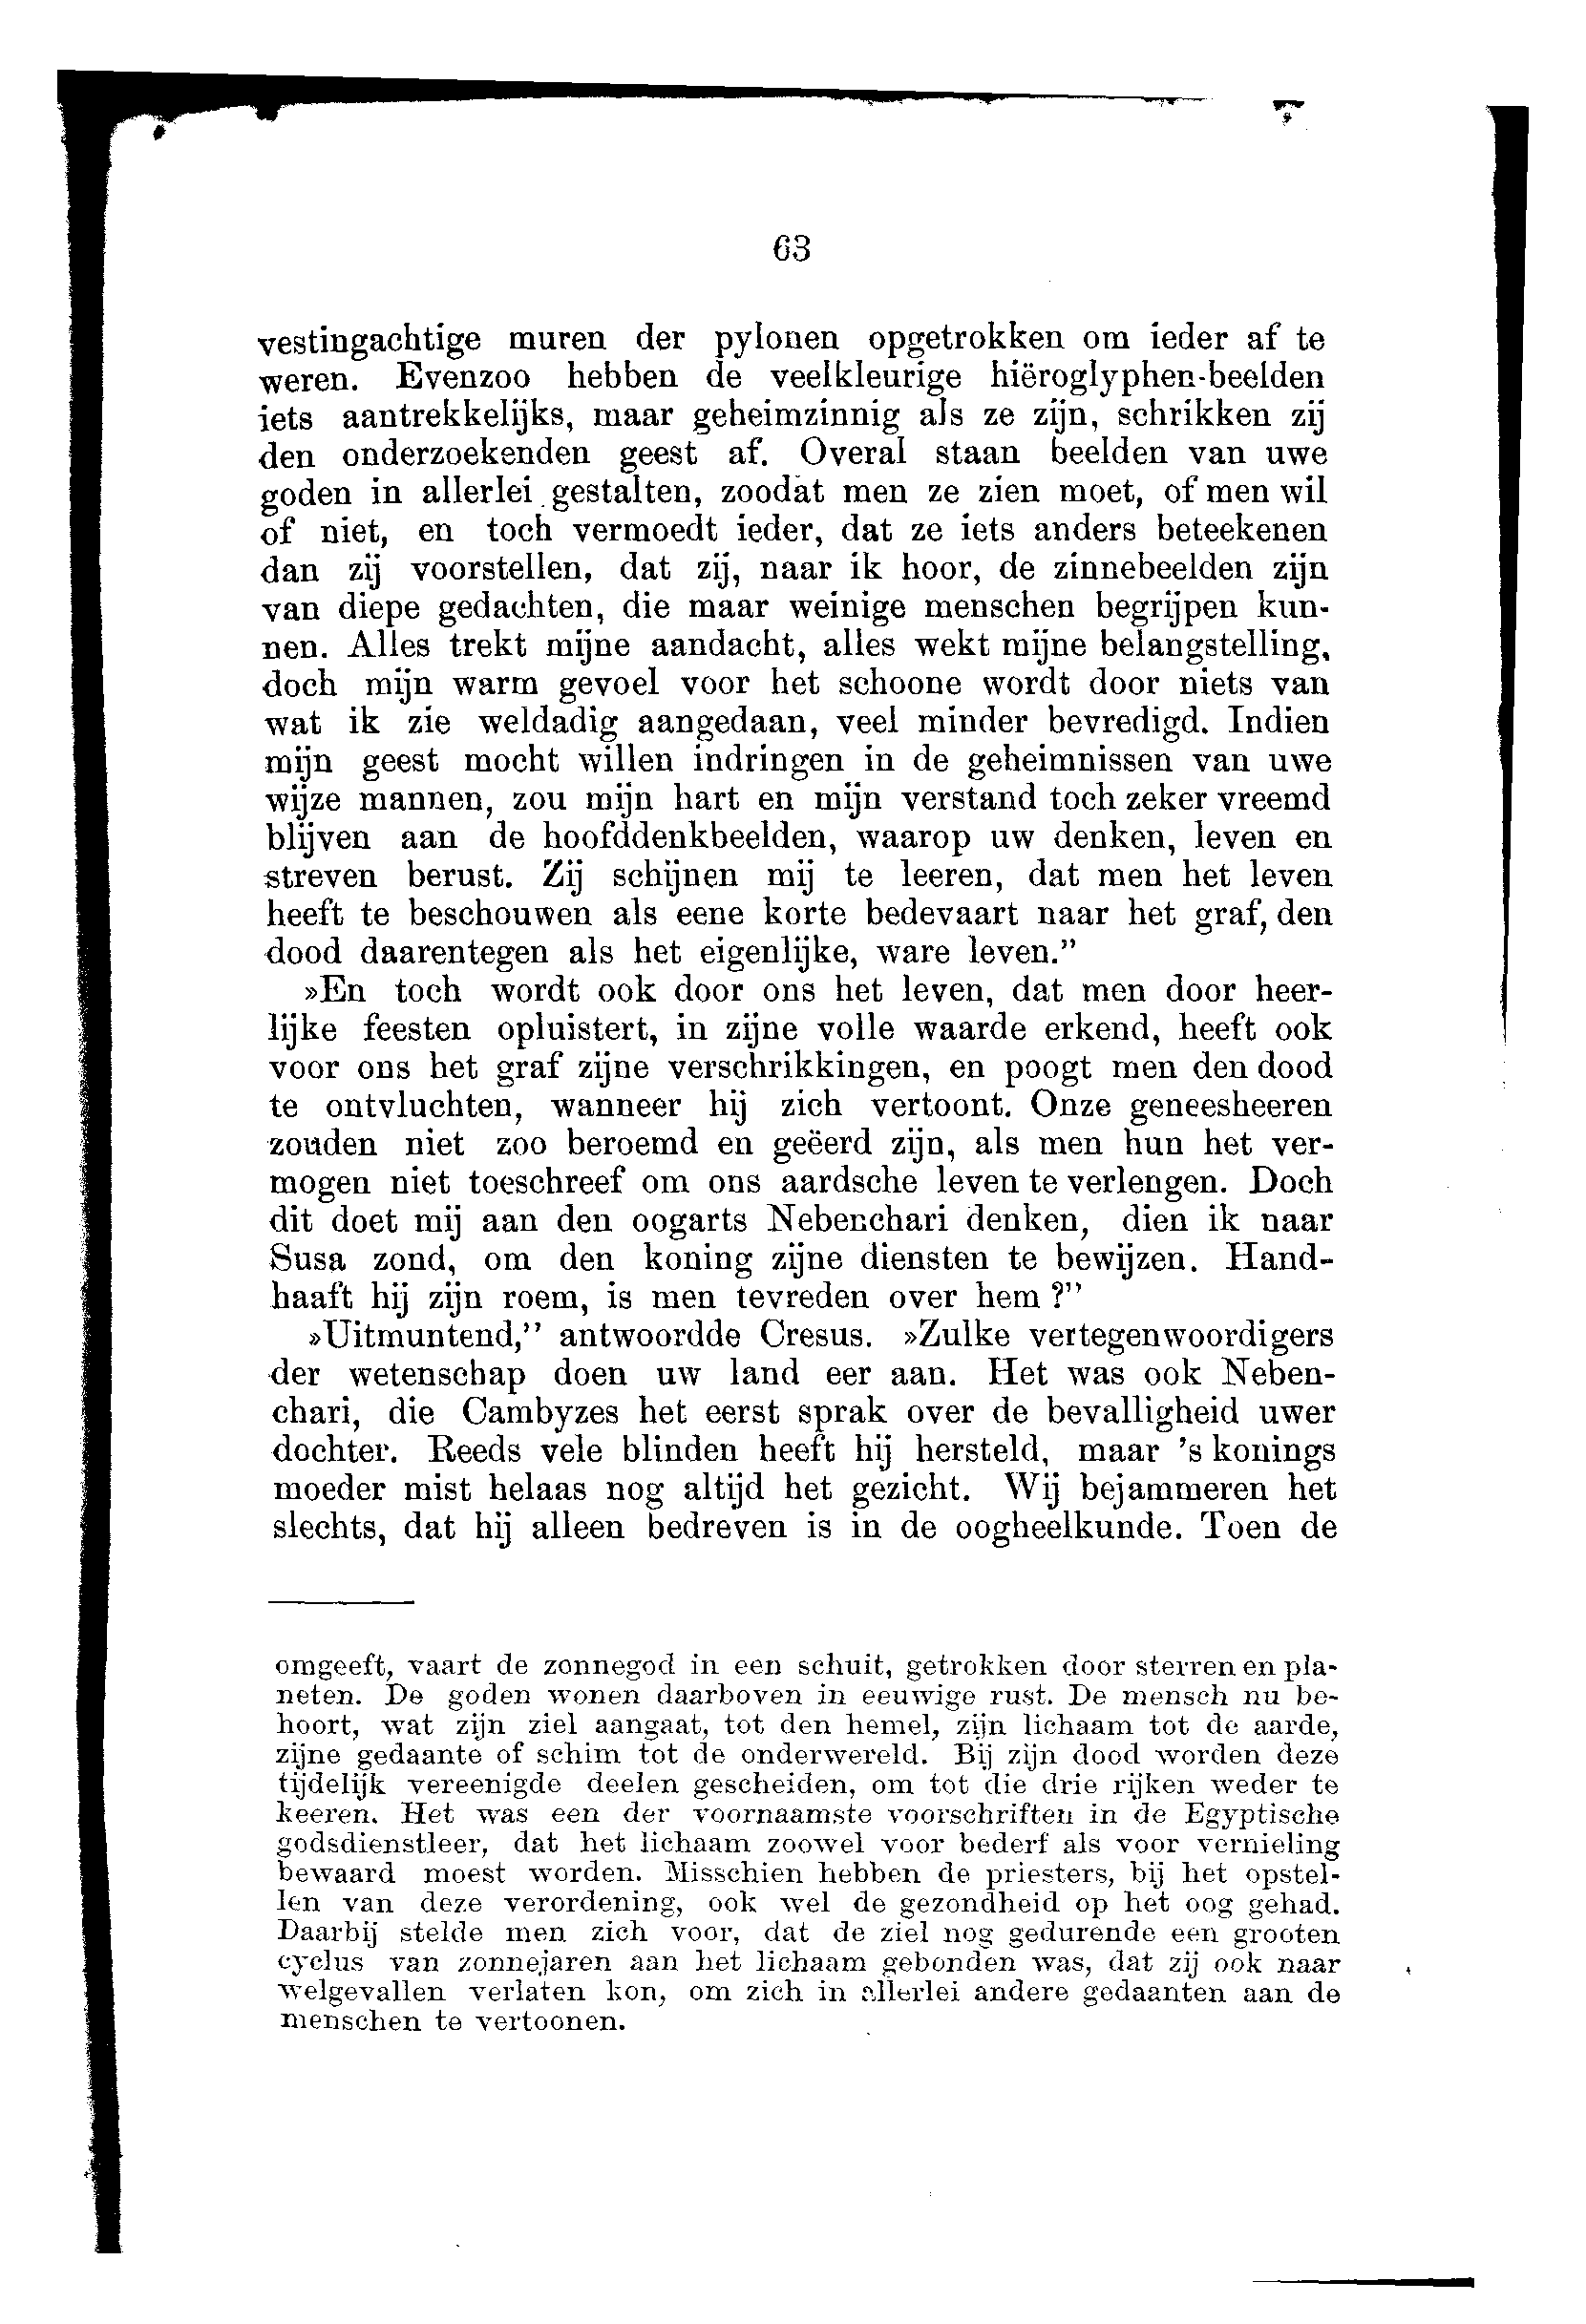 63
vestingachtige muren der pylonen opgetrokken om ieder af te
weren. Evenzoo hebben de veelkleurige hiëroglyphen-beelden
iets aantrekkelijks, maar geheimzinnig als ze zijn, schrikken zij
den onderzoekenden geest af. Overal staan beelden van uwe
goden in allerlei gestalten, zoodat men ze zien moet, of men wil
of niet, en toch vermoedt ieder, dat ze iets anders beteekenen
dan zij voorstellen, dat zij, naar ik hoor, de zinnebeelden zijn
van diepe gedachten, die maar weinige menschen begrijpen kun-
nen. Alles trekt mijne aandacht, alles wekt mijne belangstelling,
doch mijn warm gevoel voor het schoone wordt door niets van
wat ik zie weldadig aangedaan, veel minder bevredigd. Indien
mijn geest mocht willen indringen in de geheimnissen van uwe
wijze mannen, zou mijn hart en mijn verstand toch zeker vreemd
blijven aan de hoofddenkbeelden, waarop uw denken, leven en
streven berust. Zij schijnen mij te leeren, dat men het leven
heeft te beschouwen als eene korte bedevaart naar het graf, den
dood daarentegen als het eigenlijke, ware leven."
»En toch wordt ook door ons het leven, dat men door heer-
lijke feesten opluistert, in zijne volle waarde erkend, heeft ook
voor ons het graf zijne verschrikkingen, en poogt men den dood
te ontvluchten, wanneer hij zich vertoont. Onze geneesheeren
zouden niet zoo beroemd en geëerd zijn, als men hun het ver-
mogen niet toeschreef om ons aardsche leven te verlengen. Doch
dit doet mij aan den oogarts Nebenchari denken, dien ik naar
Susa zond, om den koning zijne diensten te bewijzen. Hand-
haaft hij zijn roem, is men tevreden over hem?"
»Uitmuntend," antwoordde Cresus. »Zulke vertegenwoordigers
der wetenschap doen uw land eer aan. Het was ook Neben-
chari, die Cambyzes het eerst sprak over de bevalligheid uwer
dochter. Reeds vele blinden heeft hij hersteld, maar 's konings
moeder mist helaas nog altijd het gezicht. Wij bejammeren het
slechts, dat hij alleen bedreven is in de oogheelkunde. Toen de
omgeeft, vaart de zonnegod in een schuit, getrokken door sterren en pla-
neten. De goden wonen daarboven in eeuwige rust. De mensch nu be-
hoort, wat zijn ziel aangaat, tot den hemel, zijn lichaam tot de aarde,
zijne gedaante of schim tot de onderwereld. Bij zijn dood worden deze
tijdelijk vereenigde deelen gescheiden, om tot die drie rijken weder te
keeren. Het was een der voornaamste voorschriften in de Egyptische
godsdienstleer, dat het lichaam zoowel voor bederf als voor vernieling
bewaard moest worden. Misschien hebben de priesters, bij het opstel-
len van deze verordening, ook wel de gezondheid op het oog gehad.
Daarbij stelde men zich voor, dat de ziel nog gedurende een grooten
cyclus van zonnejaren aan het lichaam gebonden was, dat zij ook naar
welgevallen verlaten kon, om zich in allerlei andere gedaanten aan de
menschen te vertoonen.